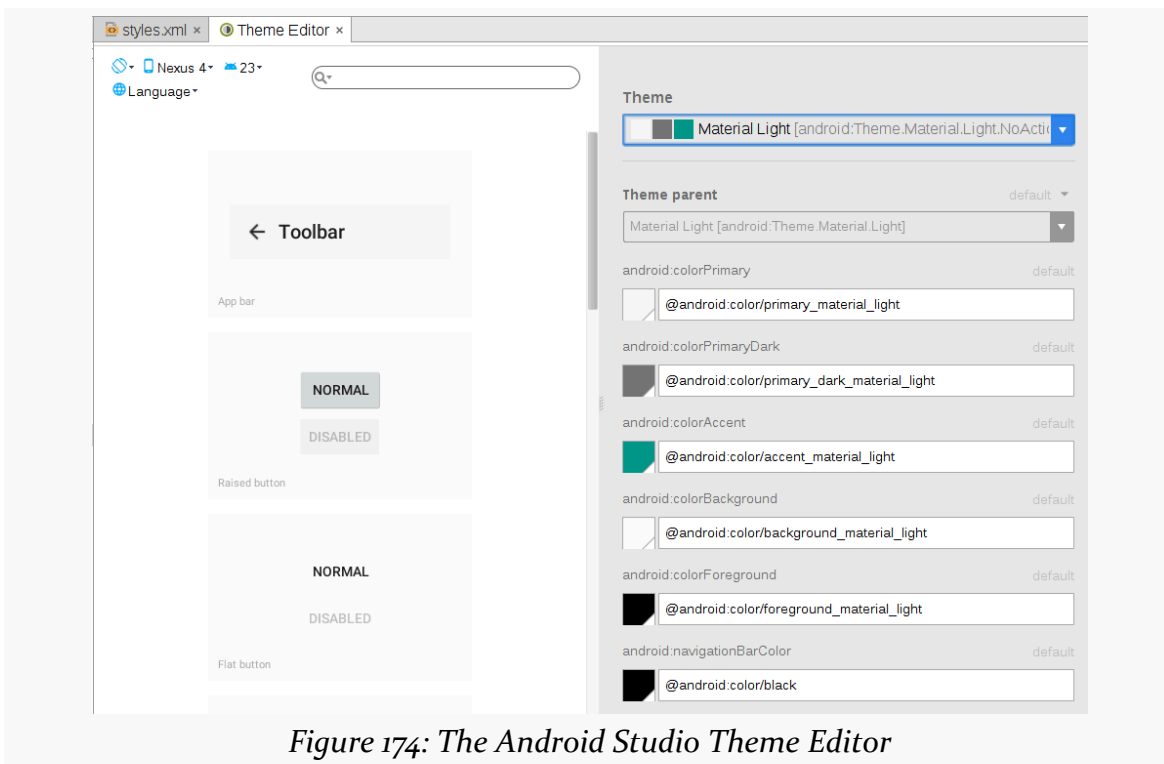 styles.xml ×
Theme Editor ×
Nexus 4
23
Language
Toolbar
App bar
NORMAL
DISABLED
Raised button
NORMAL
DISABLED
Flat button
Theme
Material Light [android:Theme.Material.Light.NoActi
Theme parent
default
Material Light [android:Theme.Material.Light]
android:colorPrimary
default
@android:color/primary_material_light
android:colorPrimaryDark
default
@android:color/primary_dark_material_light
android:colorAccent
default
@android:color/accent_material_light
android:colorBackground
default
@android:color/background_material_light
android:colorForeground
default
@android:color/foreground_material_light
android:navigationBarColor
default
@android:color/black
Figure 174: The Android Studio Theme Editor